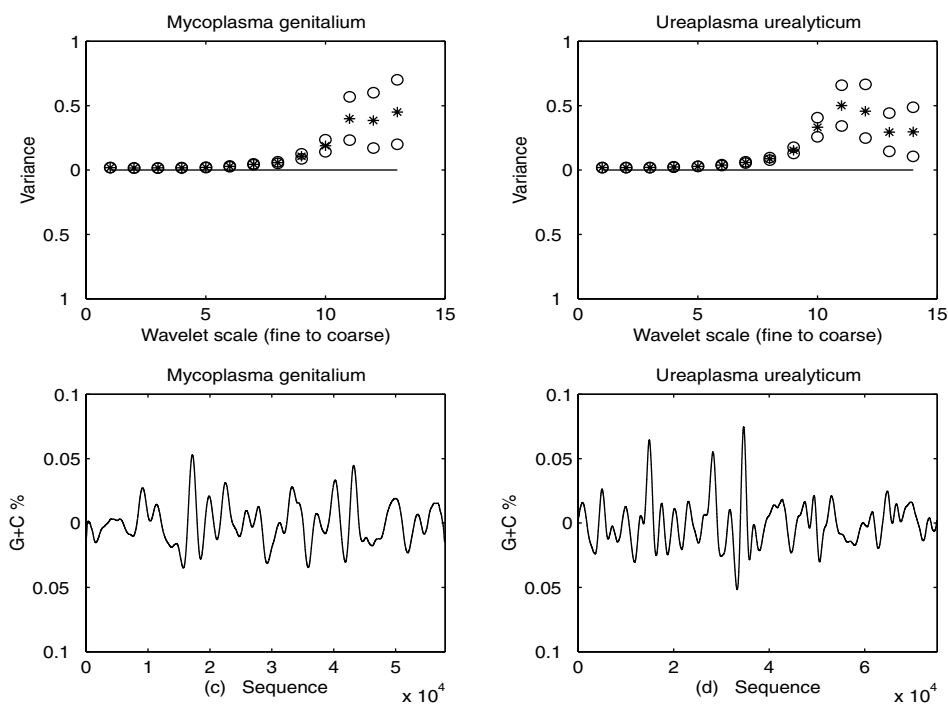 Mycoplasma genitalium
1
0.5
0
0.5
1
Variance
0 5 10 15
Wavelet scale (fine to coarse)
Ureaplasma urealyticum
1
0.5
0
0.5
1
Variance
0 5 10 15
Wavelet scale (fine to coarse)
Mycoplasma genitalium
0.1
0.05
0
0.05
0.1
G+C %
0 1 2 3 4 5
(c) Sequence
x 10^4
Ureaplasma urealyticum
0.1
0.05
0
0.05
0.1
G+C %
0 2 4 6
(d) Sequence
x 10^4